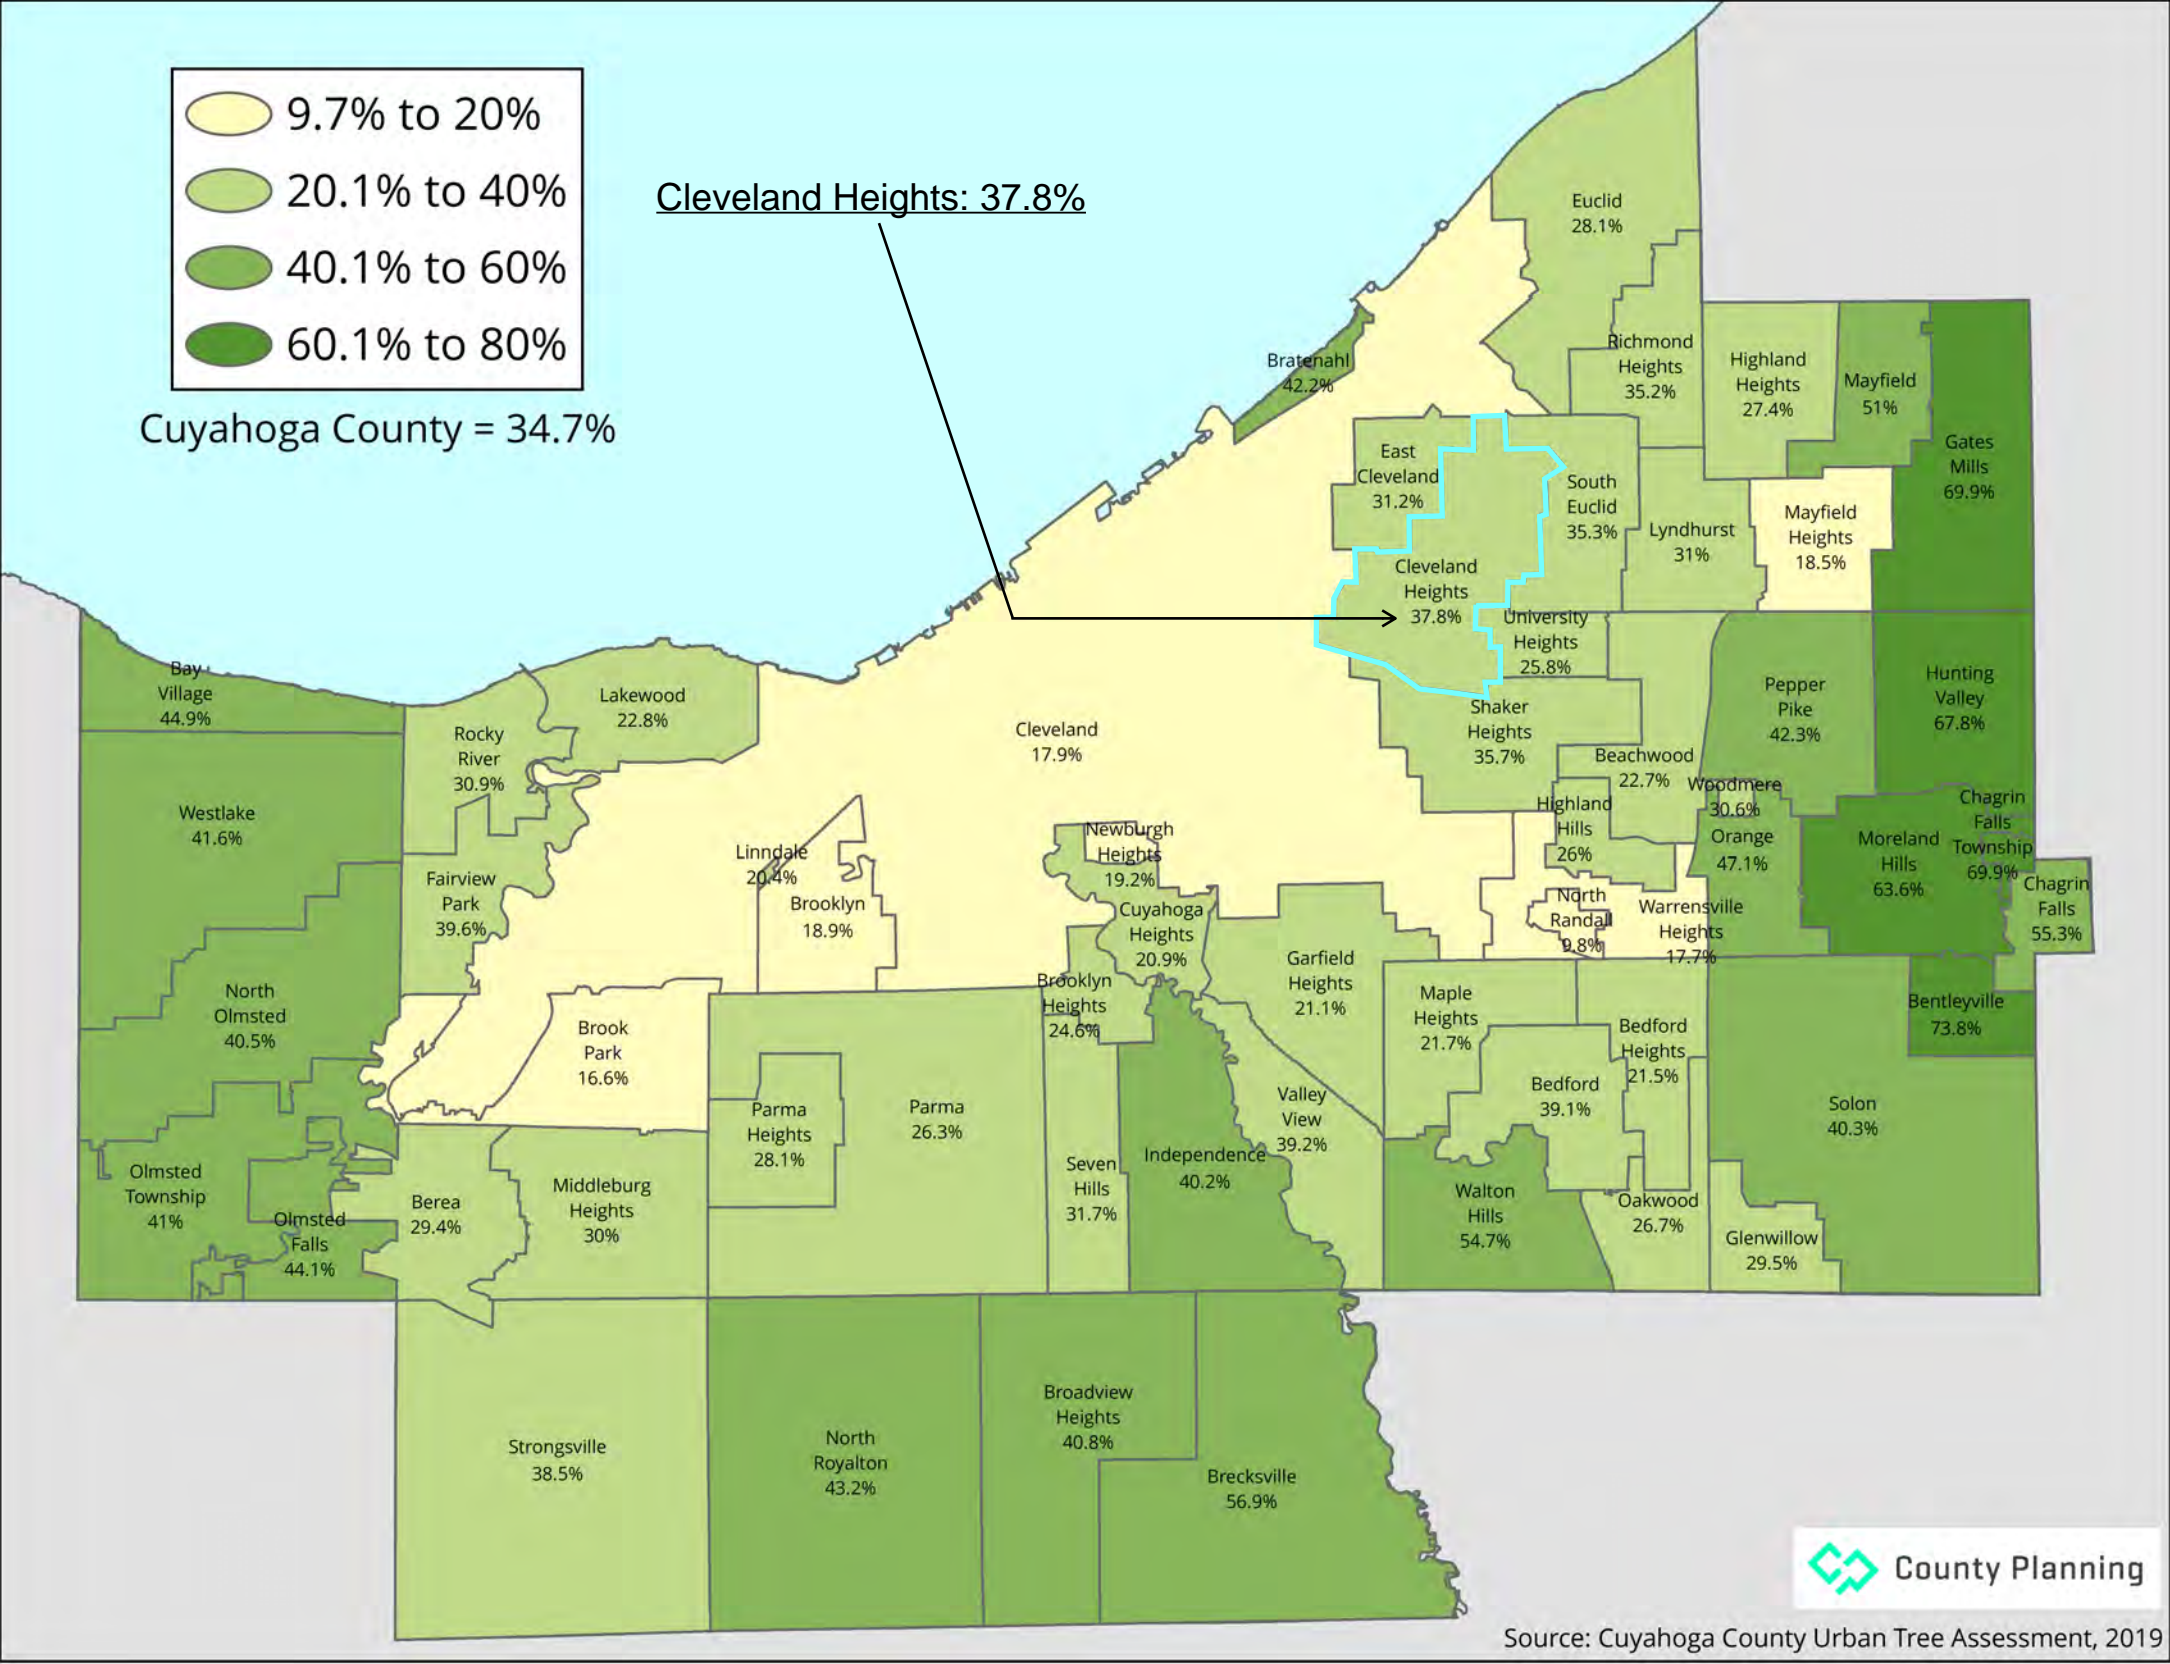 9.7% to 20%
20.1% to 40%
40.1% to 60%
60.1% to 80%
Cuyahoga County = 34.7%
Cleveland Heights: 37.8%
Euclid
28.1%
Richmond
Heights
35.2%
Highland
Heights
27.4%
Mayfield
51%
Gates
Mills
69.9%
Bratenahl
42.2%
East
Cleveland
31.2%
South
Euclid
35.3%
Lyndhurst
31%
Mayfield
Heights
18.5%
Cleveland
Heights
37.8%
University
Heights
25.8%
Bay
Village
44.9%
Lakewood
22.8%
Rocky
River
30.9%
Cleveland
17.9%
Shaker
Heights
35.7%
Beachwood
22.7%
Pepper
Pike
42.3%
Hunting
Valley
67.8%
Westlake
41.6%
Woodmere
30.6%
Highland
Hills
26%
Orange
47.1%
Moreland
Hills
63.6%
Chagrin
Falls
Township
69.9%
Chagrin
Falls
55.3%
Fairview
Park
39.6%
Linndale
20.4%
Brooklyn
18.9%
Newburgh
Heights
19.2%
Cuyahoga
Heights
20.9%
North
Randall
9.8%
Warrensville
Heights
17.7%
North
Olmsted
40.5%
Brook
Park
16.6%
Brooklyn
Heights
24.6%
Garfield
Heights
21.1%
Maple
Heights
21.7%
Bedford
Heights
21.5%
Bentleyville
73.8%
Parma
Heights
28.1%
Parma
26.3%
Valley
View
39.2%
Bedford
39.1%
Solon
40.3%
Olmsted
Township
41%
Olmsted
Falls
44.1%
Berea
29.4%
Middleburg
Heights
30%
Seven
Hills
31.7%
Independence
40.2%
Walton
Hills
54.7%
Oakwood
26.7%
Glenwillow
29.5%
Strongsville
38.5%
North
Royalton
43.2%
Broadview
Heights
40.8%
Brecksville
56.9%
County Planning
Source: Cuyahoga County Urban Tree Assessment, 2019